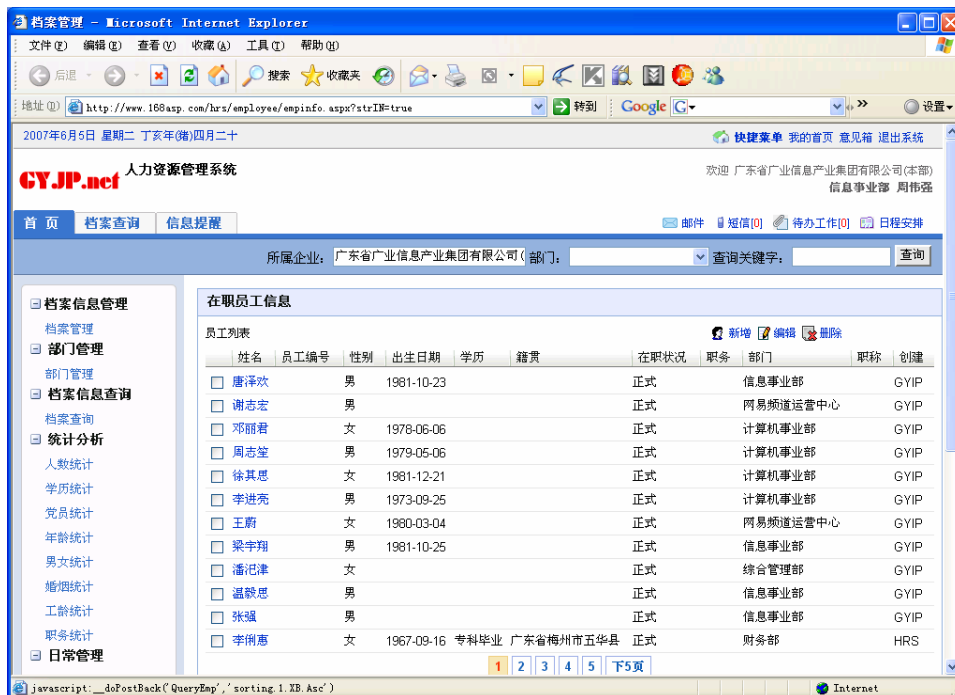 档案管理 - Microsoft Internet Explorer
文件(F) 编辑(E) 查看(V) 收藏(A) 工具(T) 帮助(H)
后退 搜索 收藏夹
地址(D) http://www.168asp.com/hrs/employee/empinfo.aspx?strIN=true 转到 Google G 设置
2007年6月5日 星期二 丁亥年(猪)四月二十 快捷菜单 我的首页 意见箱 退出系统
GYJP.net 人力资源管理系统 欢迎 广东省广业信息产业集团有限公司(本部)
信息事业部 周伟强
首 页 档案查询 信息提醒 邮件 短信[0] 待办工作[0] 日程安排
所属企业: 广东省广业信息产业集团有限公司( 部门: 查询关键字: 查询
档案信息管理
档案管理
部门管理
部门管理
档案信息查询
档案查询
统计分析
人数统计
学历统计
党员统计
年龄统计
男女统计
婚姻统计
工龄统计
职务统计
日常管理
在职员工信息
员工列表 新增 编辑 删除
姓名 员工编号 性别 出生日期 学历 籍贯 在职状况 职务 部门 职称 创建
唐泽欢 男 1981-10-23 正式 信息事业部 GYIP
谢志宏 男 正式 网易频道运营中心 GYIP
邓丽君 女 1978-06-06 正式 计算机事业部 GYIP
周志笙 男 1979-05-06 正式 计算机事业部 GYIP
徐其思 女 1981-12-21 正式 计算机事业部 GYIP
李进亮 男 1973-09-25 正式 计算机事业部 GYIP
王蔚 女 1980-03-04 正式 网易频道运营中心 GYIP
梁宇翔 男 1981-10-25 正式 信息事业部 GYIP
潘汜津 女 正式 综合管理部 GYIP
温毅思 男 正式 信息事业部 GYIP
张强 男 正式 信息事业部 GYIP
李俐惠 女 1967-09-16 专科毕业 广东省梅州市五华县 正式 财务部 HRS
1 2 3 4 5 下5页
javascript:__doPostBack('QueryEmp','sorting.1.XB.Asc') Internet